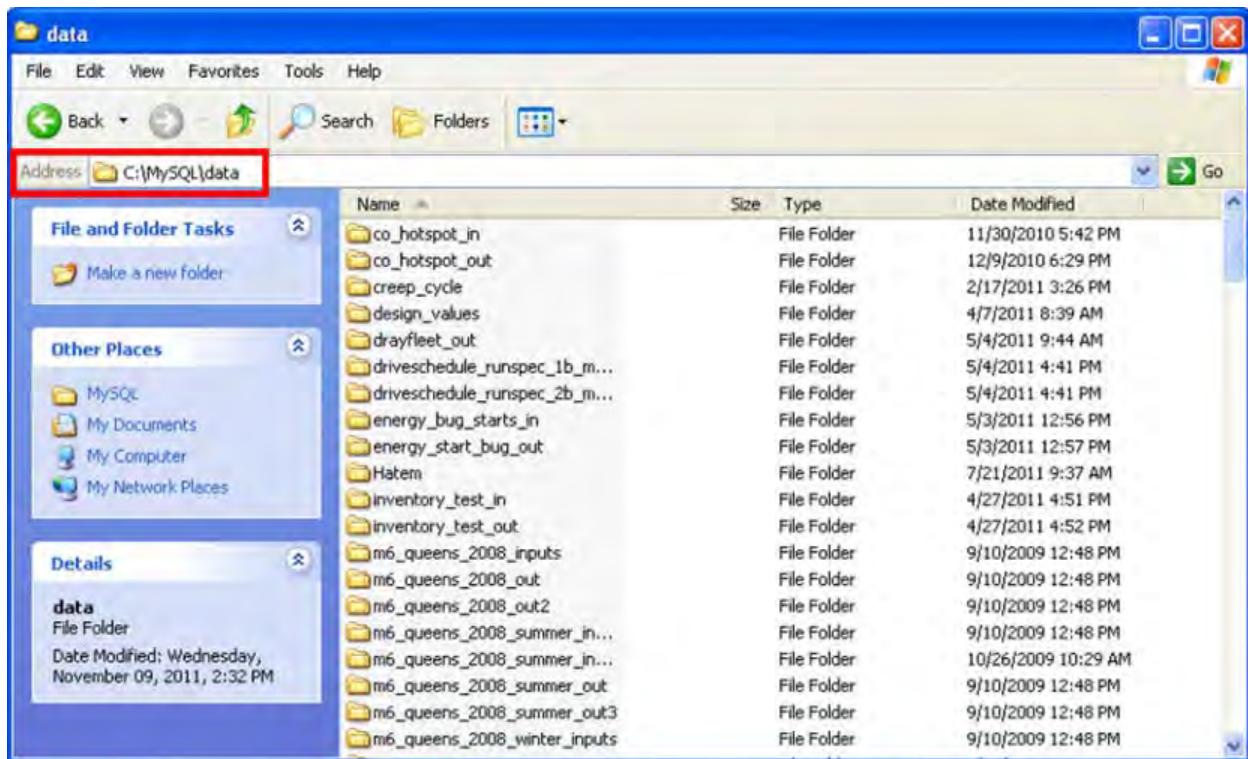 data
File Edit View Favorites Tools Help
Back Search Folders
Address C:\MySQL\data Go
File and Folder Tasks
Make a new folder
Other Places
MySQL
My Documents
My Computer
My Network Places
Details
data
File Folder
Date Modified: Wednesday,
November 09, 2011, 2:32 PM
Name Size Type Date Modified
co_hotspot_in File Folder 11/30/2010 5:42 PM
co_hotspot_out File Folder 12/9/2010 6:29 PM
creep_cycle File Folder 2/17/2011 3:26 PM
design_values File Folder 4/7/2011 8:39 AM
drayfleet_out File Folder 5/4/2011 9:44 AM
driveschedule_runspec_1b_m... File Folder 5/4/2011 4:41 PM
driveschedule_runspec_2b_m... File Folder 5/4/2011 4:41 PM
energy_bug_starts_in File Folder 5/3/2011 12:56 PM
energy_start_bug_out File Folder 5/3/2011 12:57 PM
Hatem File Folder 7/21/2011 9:37 AM
inventory_test_in File Folder 4/27/2011 4:51 PM
inventory_test_out File Folder 4/27/2011 4:52 PM
m6_queens_2008_inputs File Folder 9/10/2009 12:48 PM
m6_queens_2008_out File Folder 9/10/2009 12:48 PM
m6_queens_2008_out2 File Folder 9/10/2009 12:48 PM
m6_queens_2008_summer_in... File Folder 9/10/2009 12:48 PM
m6_queens_2008_summer_in... File Folder 10/26/2009 10:29 AM
m6_queens_2008_summer_out File Folder 9/10/2009 12:48 PM
m6_queens_2008_summer_out3 File Folder 9/10/2009 12:48 PM
m6_queens_2008_winter_inputs File Folder 9/10/2009 12:48 PM